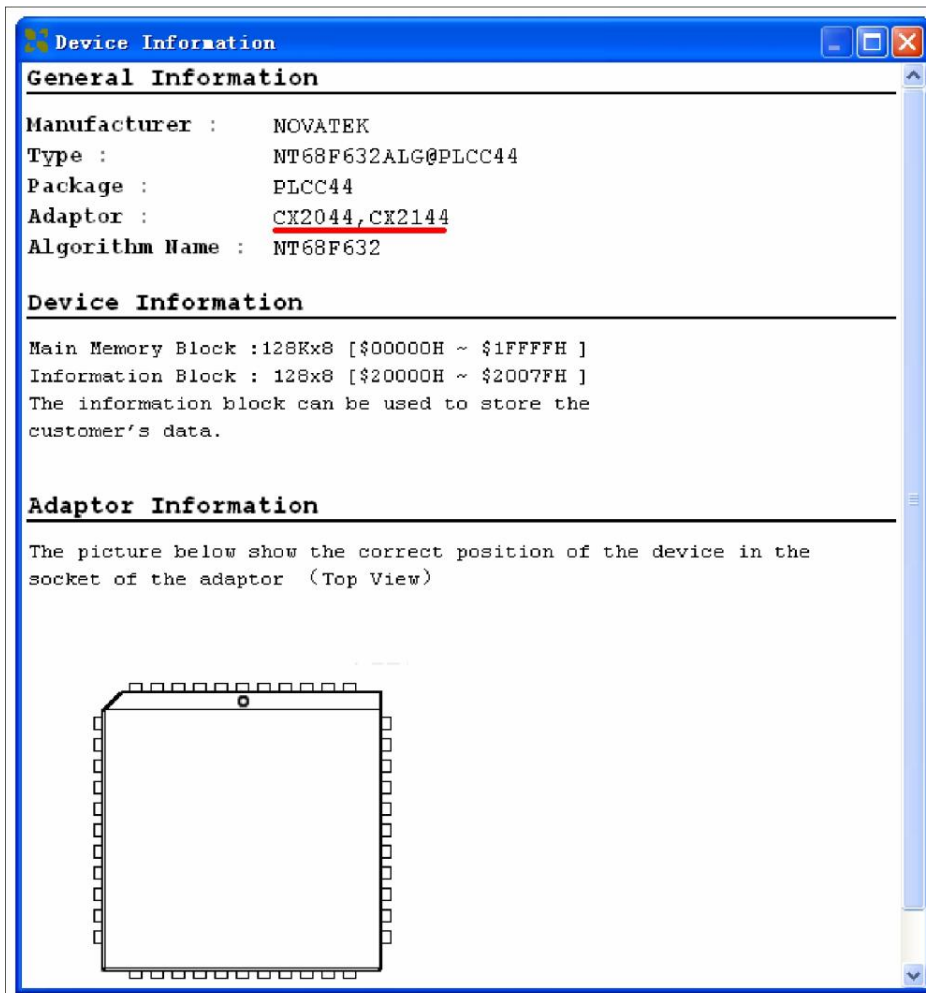 Device Information
General Information
Manufacturer : NOVATEK
Type : NT68F632ALG@PLCC44
Package : PLCC44
Adaptor : CX2044,CX2144
Algorithm Name : NT68F632
Device Information
Main Memory Block :128Kx8 [$00000H ~ $1FFFFH ]
Information Block : 128x8 [$20000H ~ $2007FH ]
The information block can be used to store the
customer's data.
Adaptor Information
The picture below show the correct position of the device in the
socket of the adaptor （Top View）